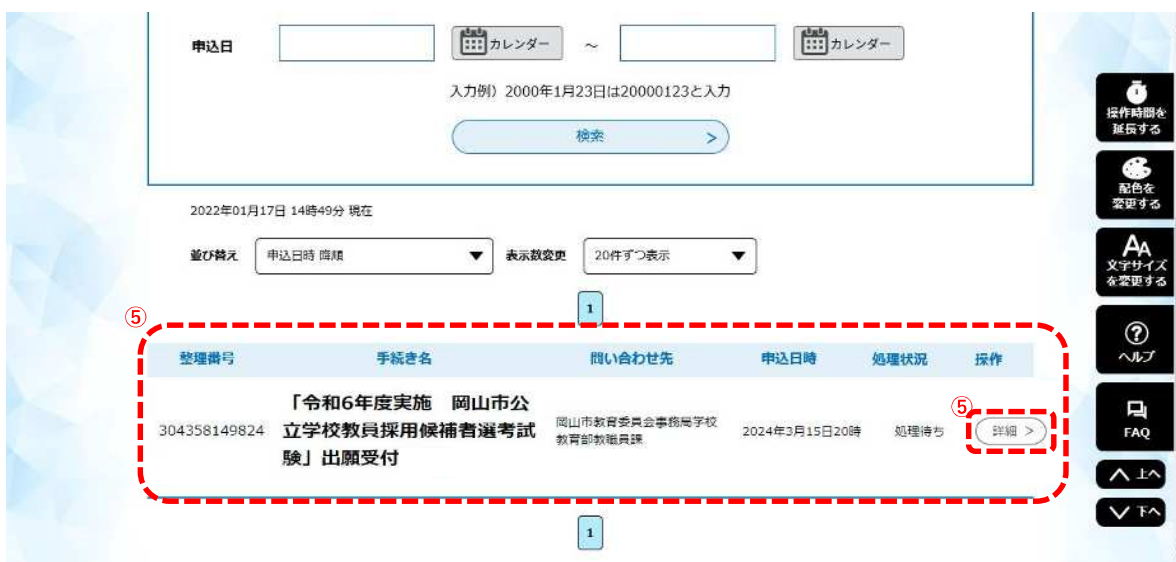 申込日
カレンダー
～
カレンダー
入力例）2000年1月23日は20000123と入力
検索 >
2022年01月17日 14時49分 現在
並び替え
申込日時 降順
表示数変更
20件ずつ表示
1
⑤
整理番号 手続き名 問い合わせ先 申込日時 処理状況 操作
304358149824
「令和6年度実施　岡山市公
立学校教員採用候補者選考試
験」出願受付
岡山市教育委員会事務局学校
教育部教職員課
2024年3月15日20時
処理待ち
⑤
詳細 >
1
操作時間を
延長する
配色を
変更する
AA
文字サイズ
を変更する
?
ヘルプ
FAQ
上へ
下へ